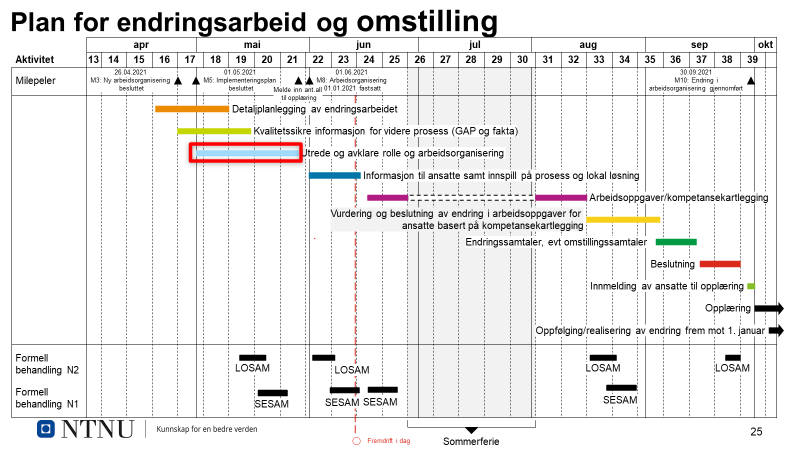 Plan for endringsarbeid og omstilling
apr mai jun jul aug sep okt
Aktivitet 13 14 15 16 17 18 19 20 21 22 23 24 25 26 27 28 29 30 31 32 33 34 35 36 37 38 39 40
Milepeler
26.04.2021
M3: Ny arbeidsorganisering
besluttet
01.05.2021
M5: Implementeringsplan
besluttet
Melde inn ant.all
til opplæring
01.06.2021
M8: Arbeidsorganisering
01.01.2021 fastsatt
30.09.2021
M10: Endring i
arbeidsorganisering gjennomført
Detaljplanlegging av endringsarbeidet
Kvalitetssikre informasjon for videre prosess (GAP og fakta)
Utrede og avklare rolle og arbeidsorganisering
Informasjon til ansatte samt innspill på prosess og lokal løsning
Arbeidsoppgaver/kompetansekartlegging
Vurdering og beslutning av endring i arbeidsoppgaver for
ansatte basert på kompetansekartlegging
Endringssamtaler, evt omstillingssamtaler
Beslutning
Innmelding av ansatte til opplæring
Opplæring
Oppfølging/realisering av endring frem mot 1. januar
Formell
behandling N2
LOSAM LOSAM LOSAM LOSAM
Formell
behandling N1
SESAM SESAM SESAM SESAM
NTNU
Kunnskap for en bedre verden
Fremdrift i dag
Sommerferie
25